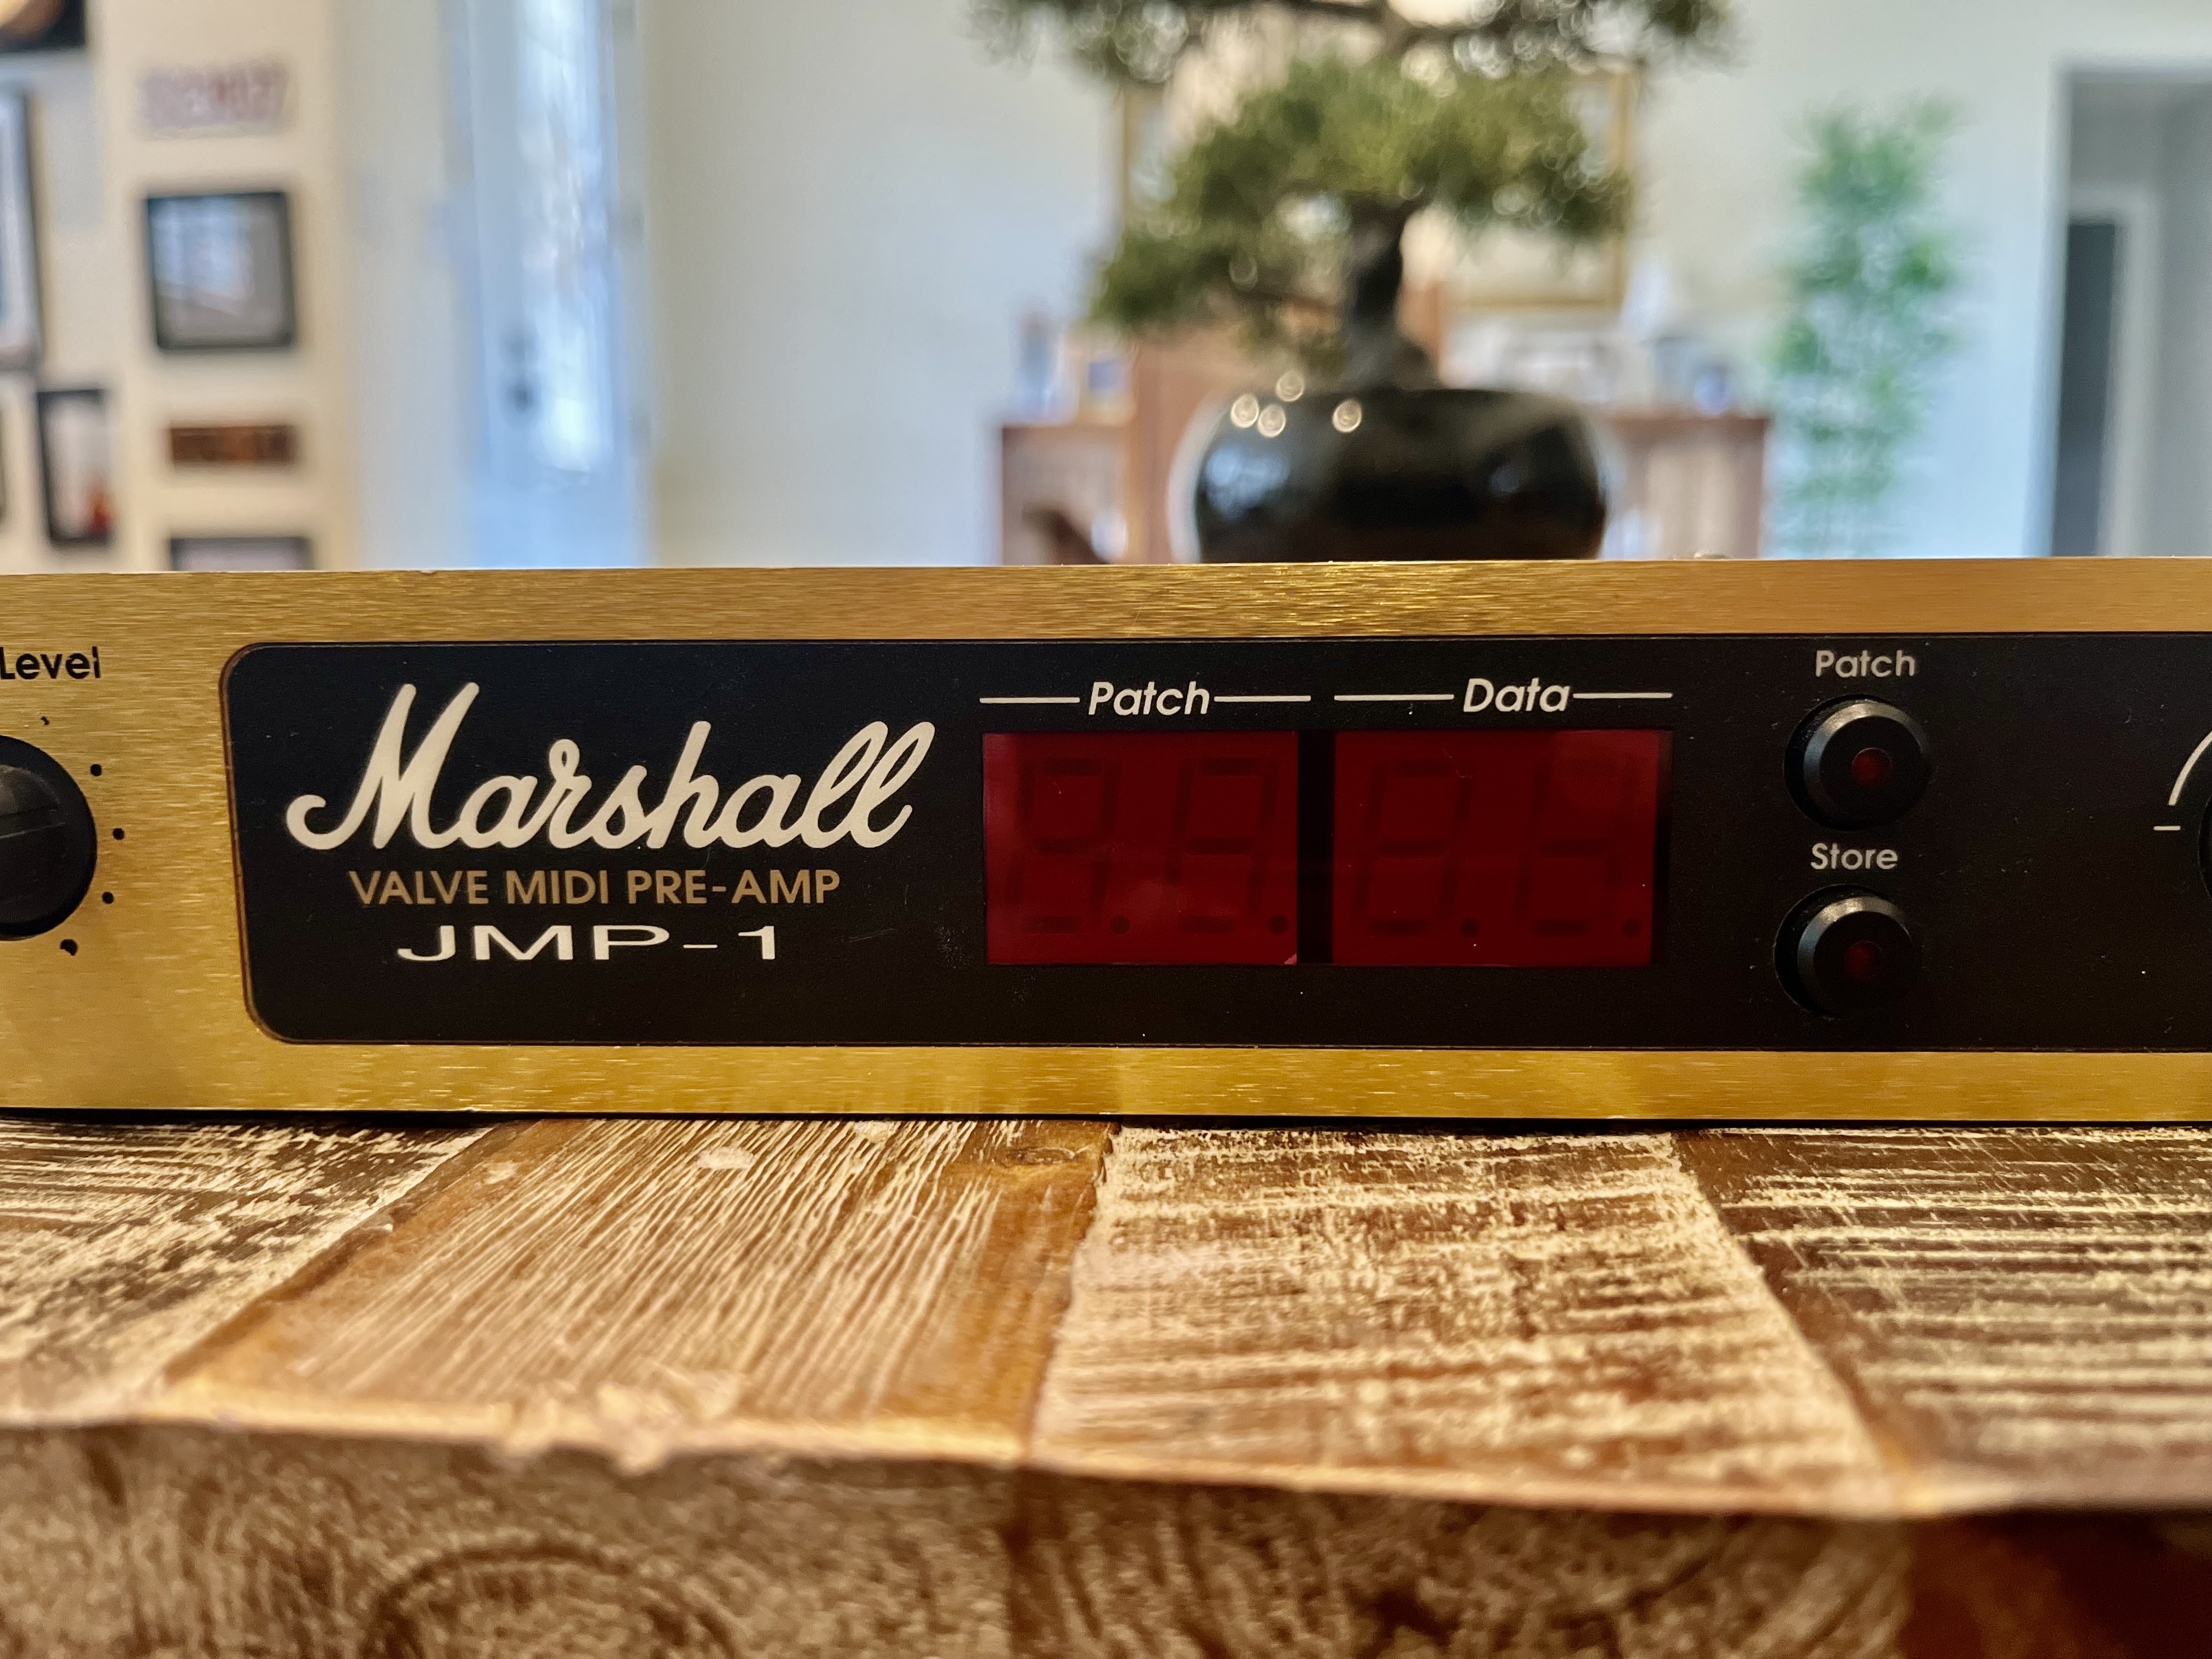 Level
Marshall
VALVE MIDI PRE-AMP
JMP-1
Patch
Data
Patch
Store